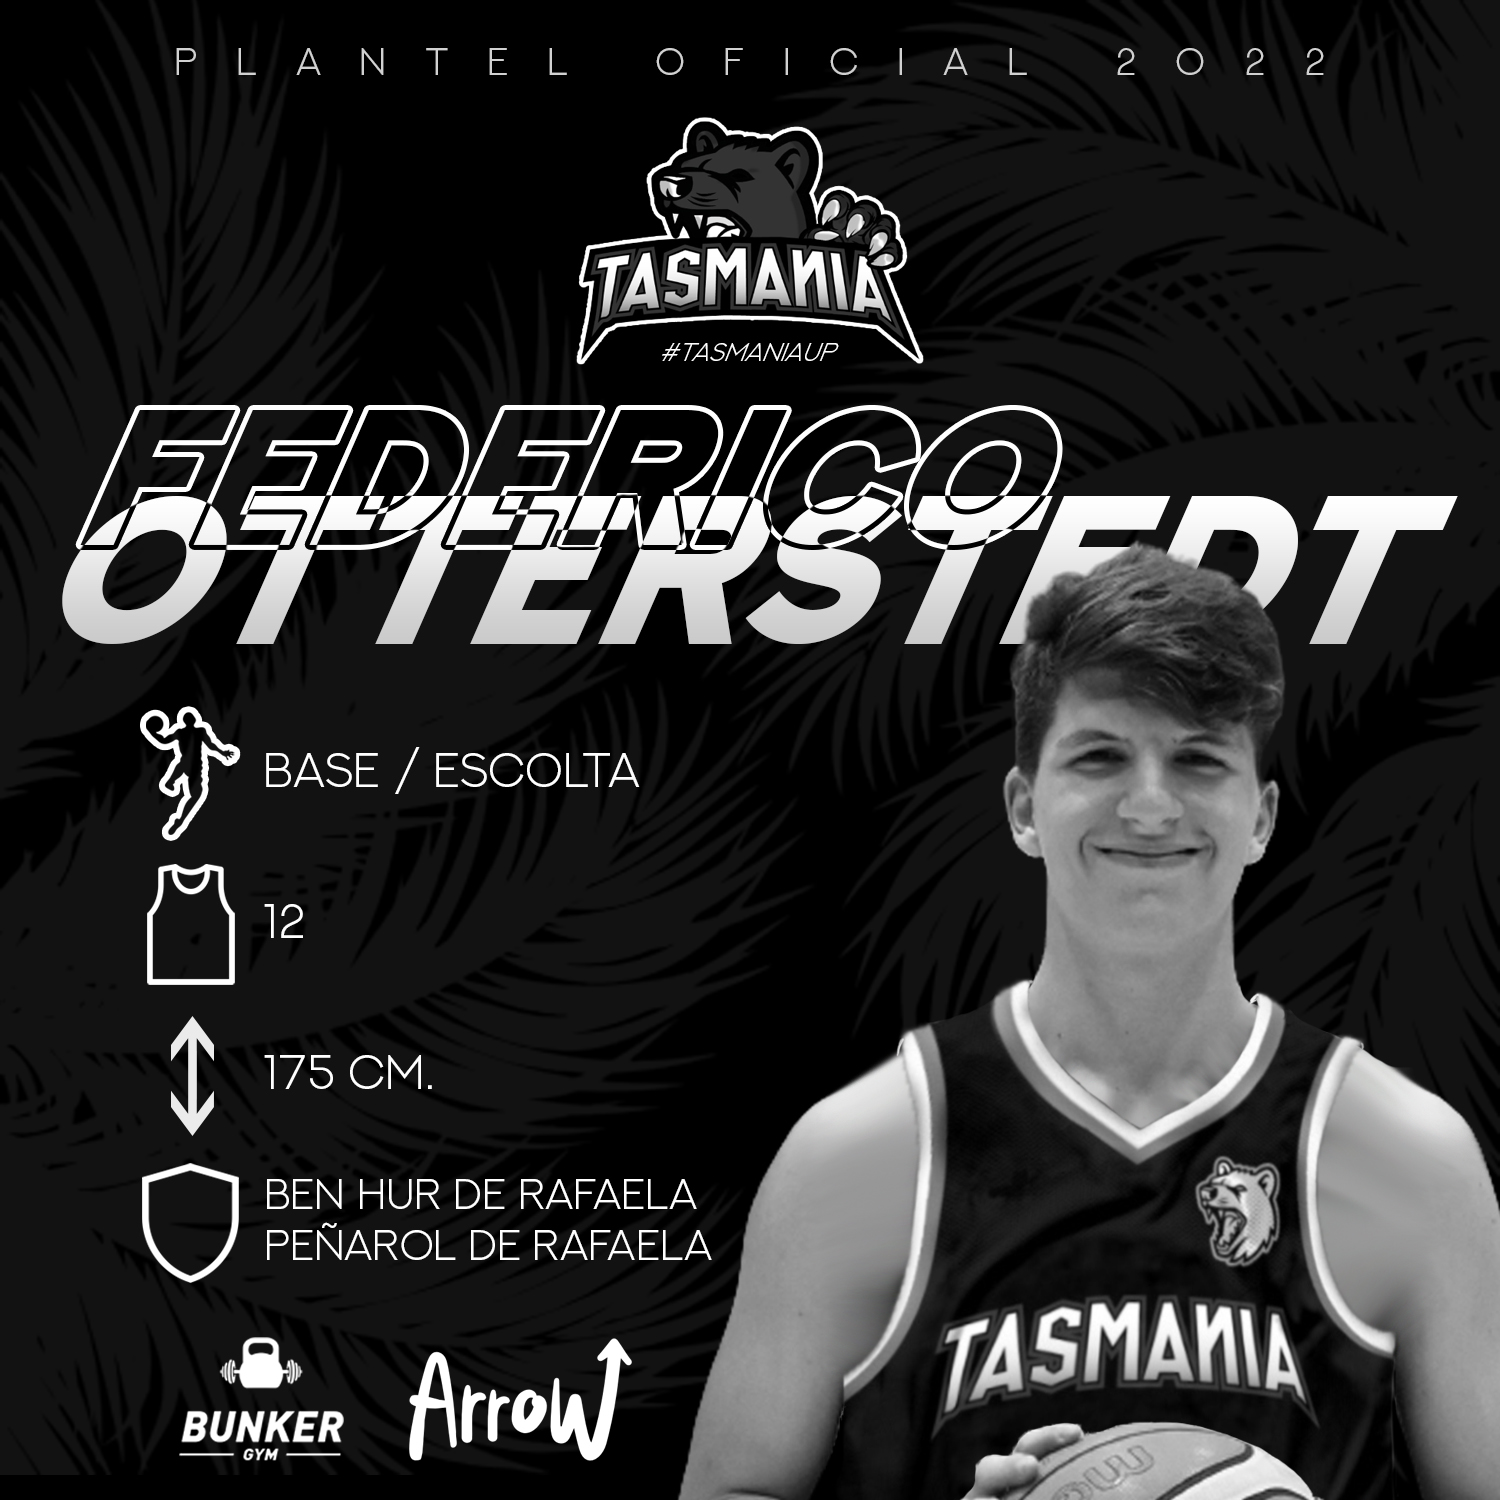 PLANTEL OFICIAL 2022
TASMANIA
#TASMANIAUP
FEDERICO
OTTERSTEDT
BASE / ESCOLTA
12
175 CM.
BEN HUR DE RAFAELA
PEÑAROL DE RAFAELA
TASMANIA
BUNKER
GYM
Arrow